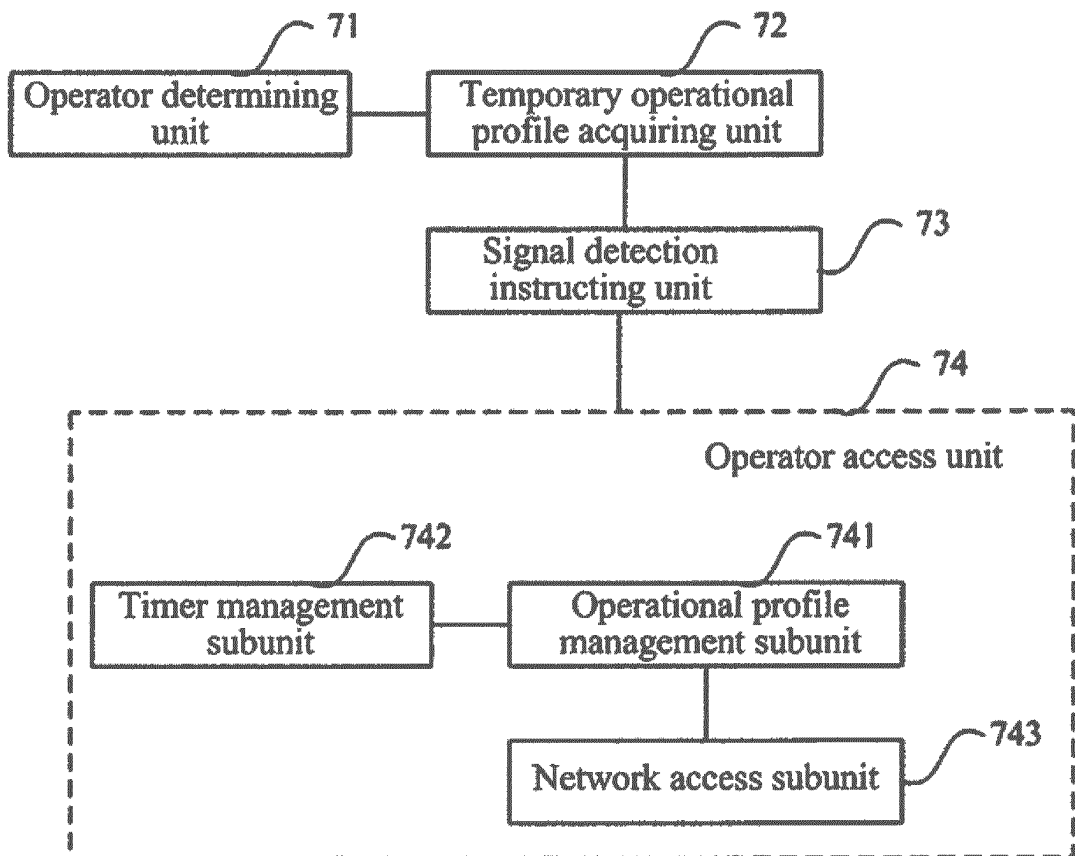 71
72
Operator determining
unit
Temporary operational
profile acquiring unit
73
Signal detection
instructing unit
74
Operator access unit
742
741
Timer management
subunit
Operational profile
management subunit
743
Network access subunit